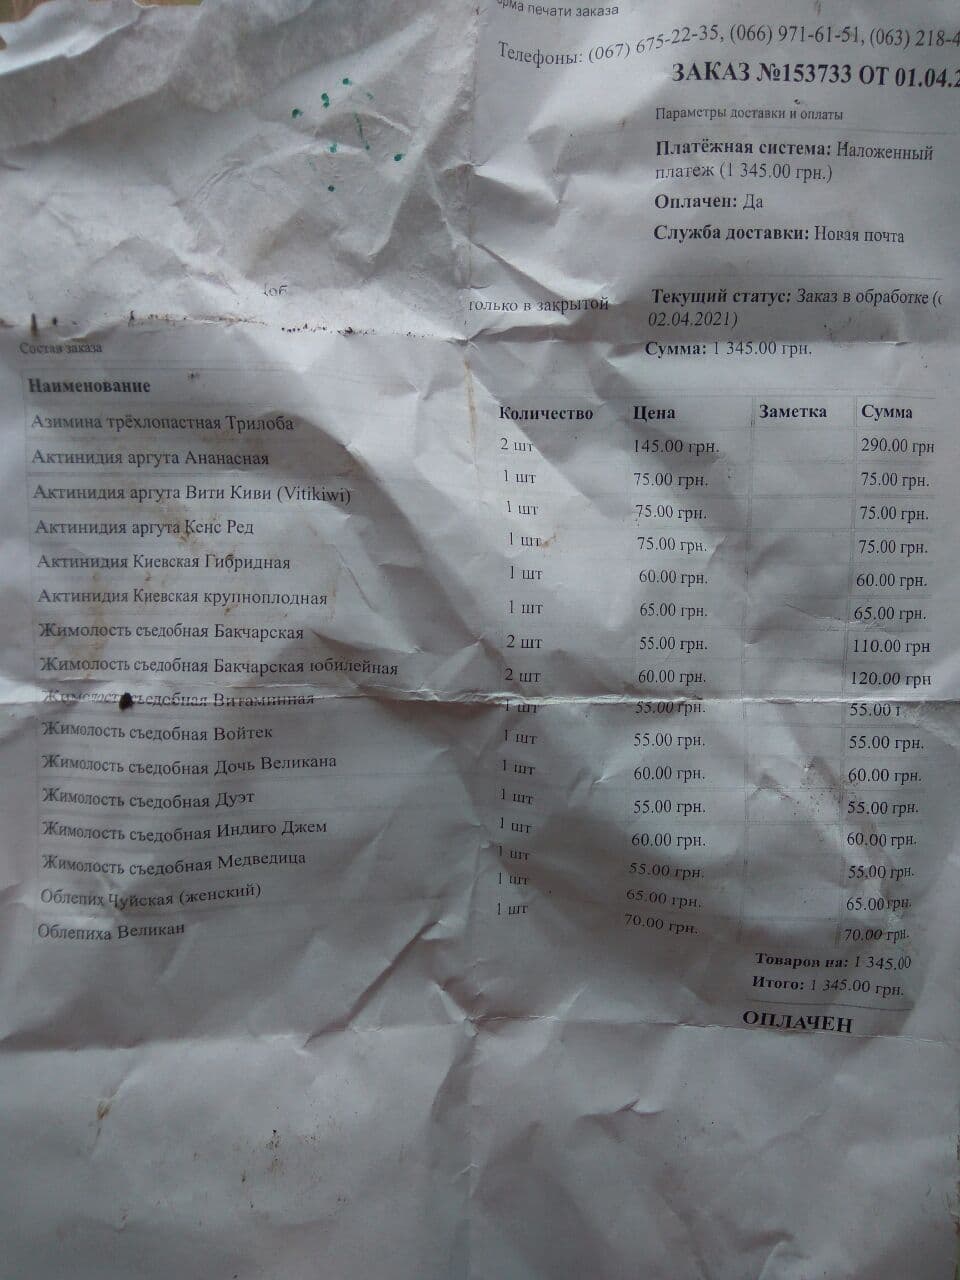 рма печати заказа
Телефоны: (067) 675-22-35, (066) 971-61-51, (063) 218-4
ЗАКАЗ №153733 ОТ 01.04.2
Параметры доставки и оплаты
Платёжная система: Наложенный
платеж (1 345.00 грн.)
Оплачен: Да
Служба доставки: Новая почта
только в закрытой
Текущий статус: Заказ в обработке (с
02.04.2021)
Сумма: 1 345.00 грн.
Состав заказа
Наименование Количество Цена Заметка Сумма
Азимина трёхлопастная Трилоба 2 шт 145.00 грн. 290.00 грн
Актинидия аргута Ананасная 1 шт 75.00 грн. 75.00 грн.
Актинидия аргута Вити Киви (Vitikiwi) 1 шт 75.00 грн. 75.00 грн.
Актинидия аргута Кенс Ред 1 шт 75.00 грн. 75.00 грн.
Актинидия Киевская Гибридная 1 шт 60.00 грн. 60.00 грн.
Актинидия Киевская крупноплодная 1 шт 65.00 грн. 65.00 грн.
Жимолость съедобная Бакчарская 2 шт 55.00 грн. 110.00 грн
Жимолость съедобная Бакчарская юбилейная 2 шт 60.00 грн. 120.00 грн
Жимолость съедобная Витаминная 1 шт 55.00 грн. 55.00 г
Жимолость съедобная Войтек 1 шт 55.00 грн. 55.00 грн.
Жимолость съедобная Дочь Великана 1 шт 60.00 грн. 60.00 грн.
Жимолость съедобная Дуэт 1 шт 55.00 грн. 55.00 грн.
Жимолость съедобная Индиго Джем 1 шт 60.00 грн. 60.00 грн.
Жимолость съедобная Медведица 1 шт 55.00 грн. 55.00 грн.
Облепих Чуйская (женский) 1 шт 65.00 грн. 65.00 грн.
Облепиха Великан 1 шт 70.00 грн. 70.00 грн.
Товаров на: 1 345.00
Итого: 1 345.00 грн.
ОПЛАЧЕН